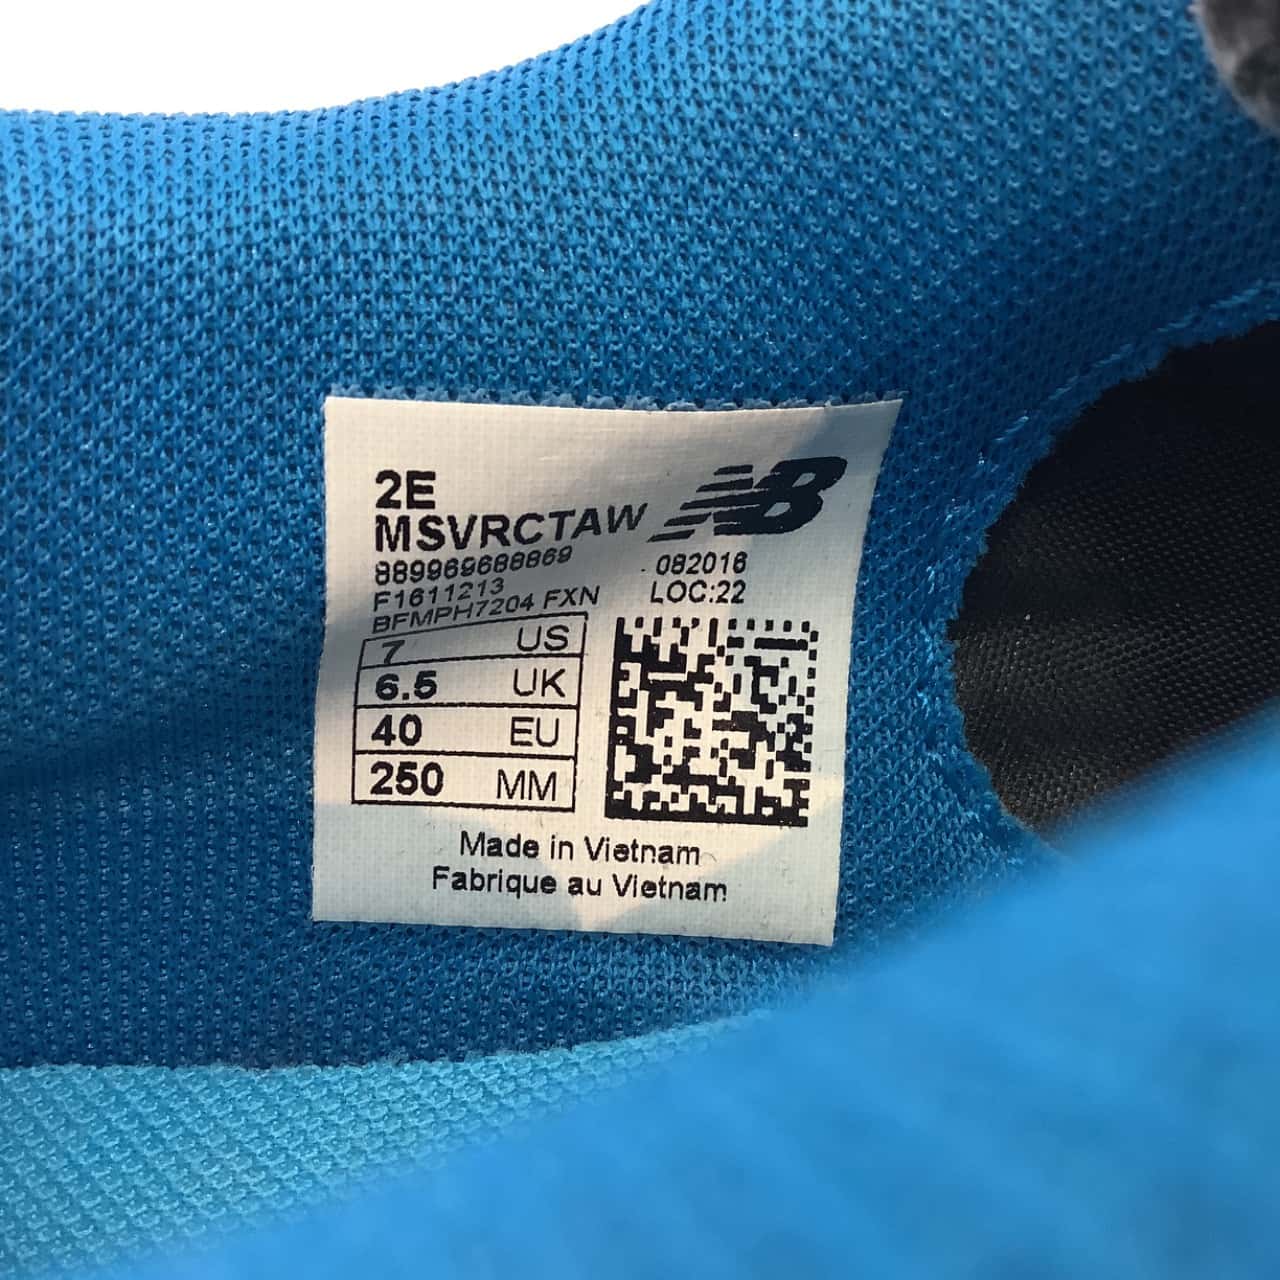 2E
MSVRCTAW NB
889969688869 082016
F1611213 LOC:22
BFMPH7204 FXN
7 US
6.5 UK
40 EU
250 MM
Made in Vietnam
Fabrique au Vietnam